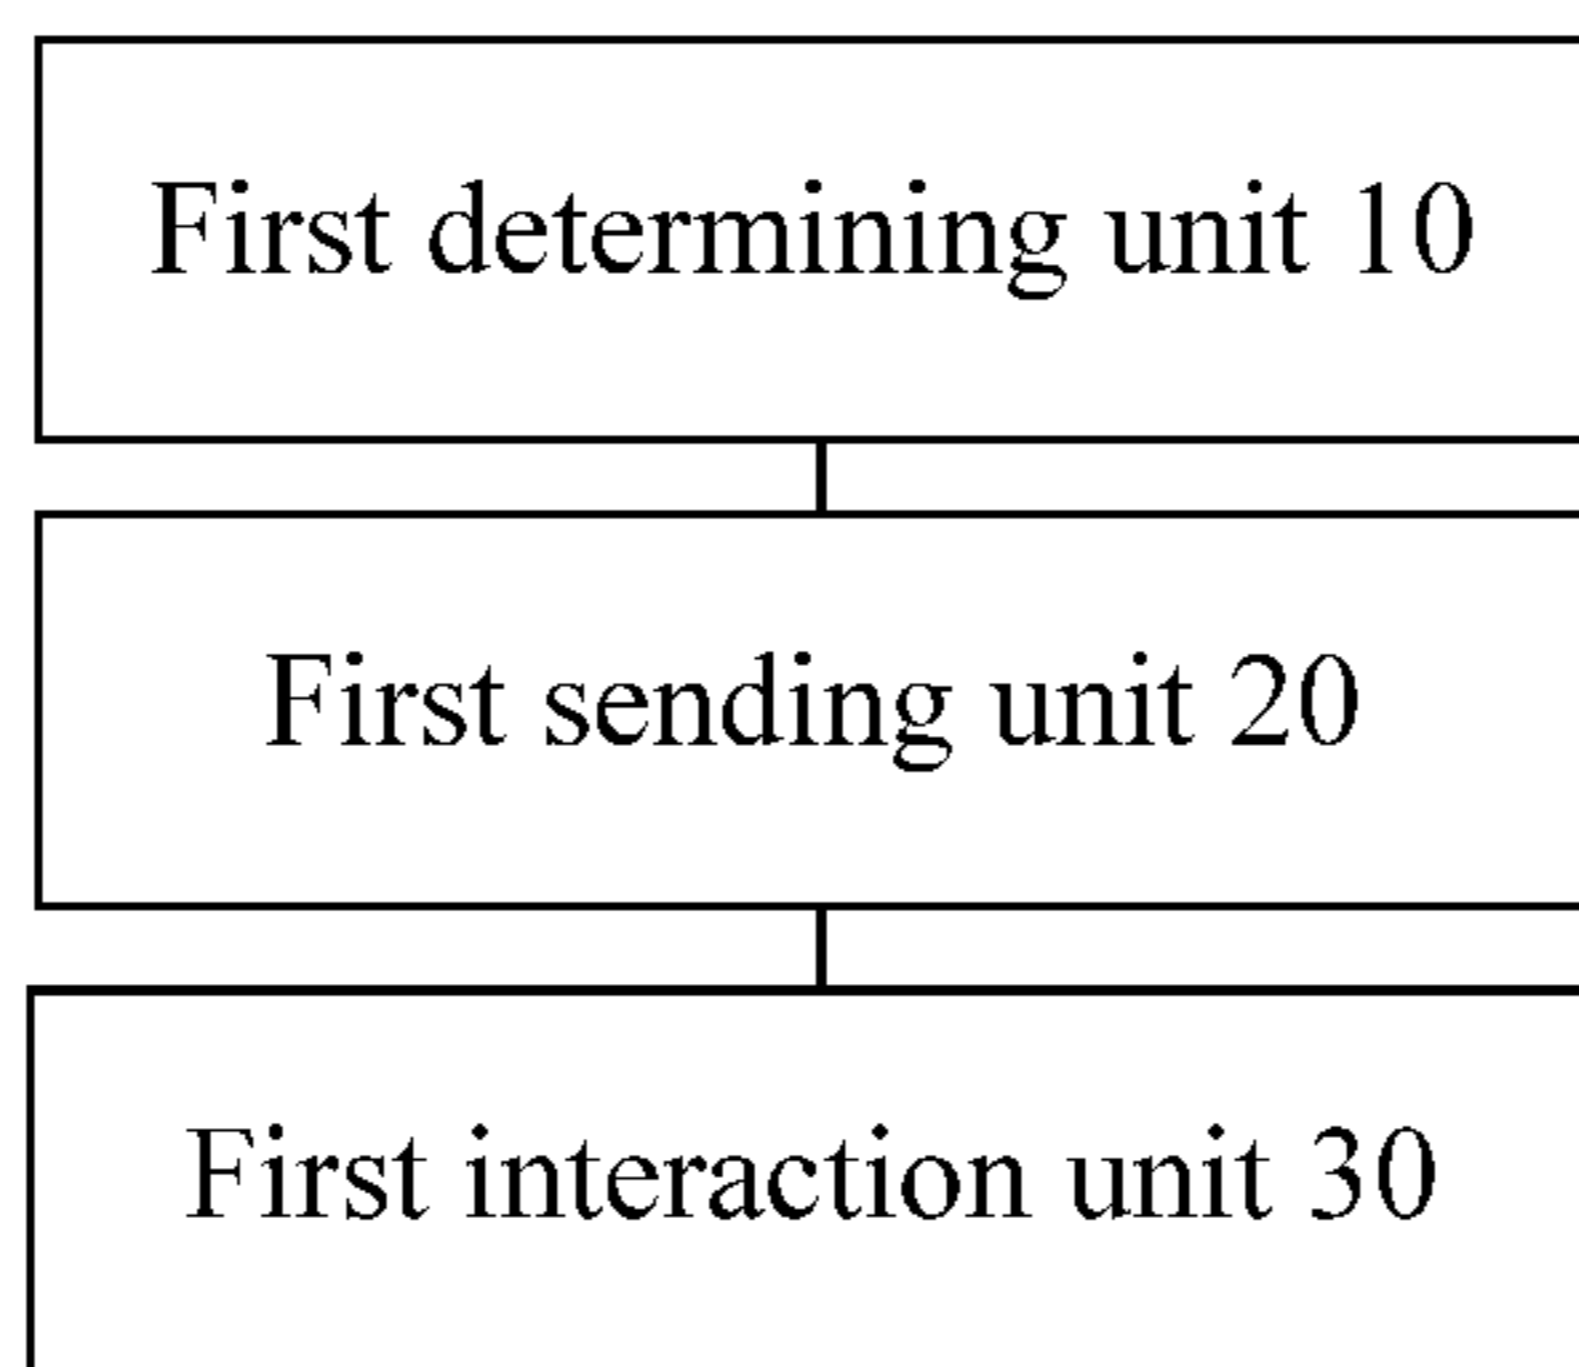 First determining unit 10
First sending unit 20
First interaction unit 30